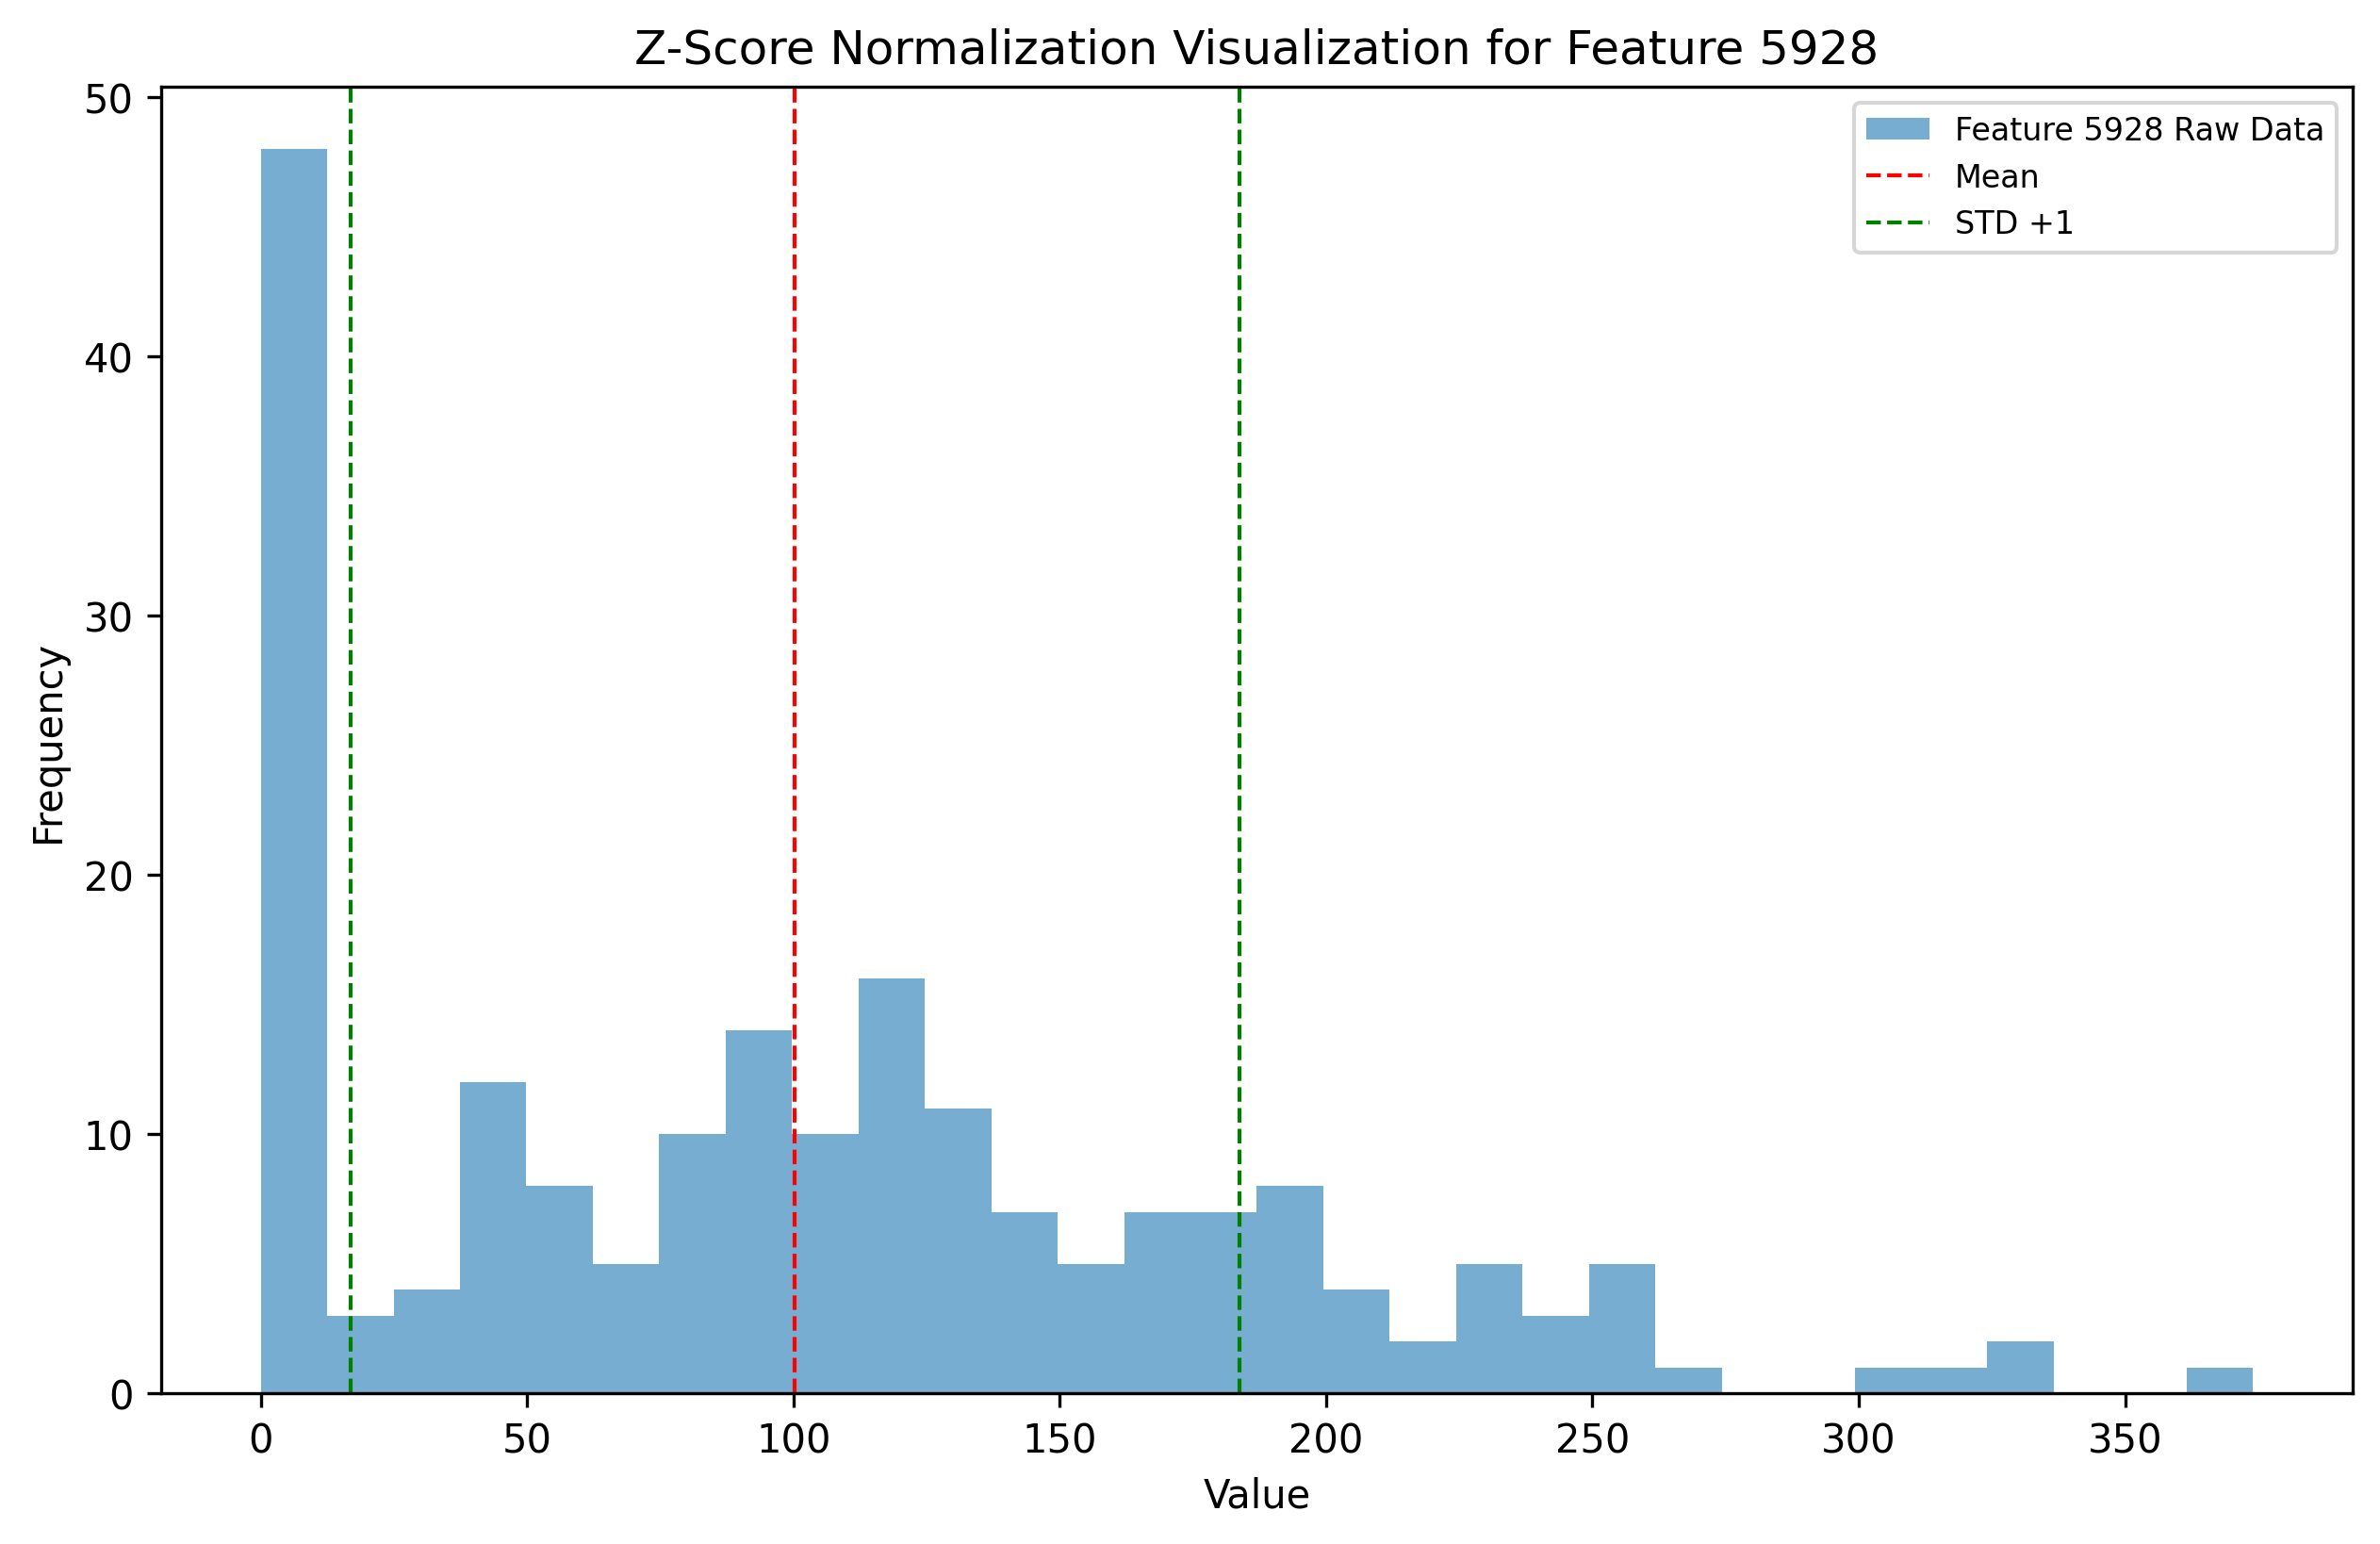 Z-Score Normalization Visualization for Feature 5928
Feature 5928 Raw Data
Mean
STD +1
50
40
30
20
10
0
Frequency
0 50 100 150 200 250 300 350
Value